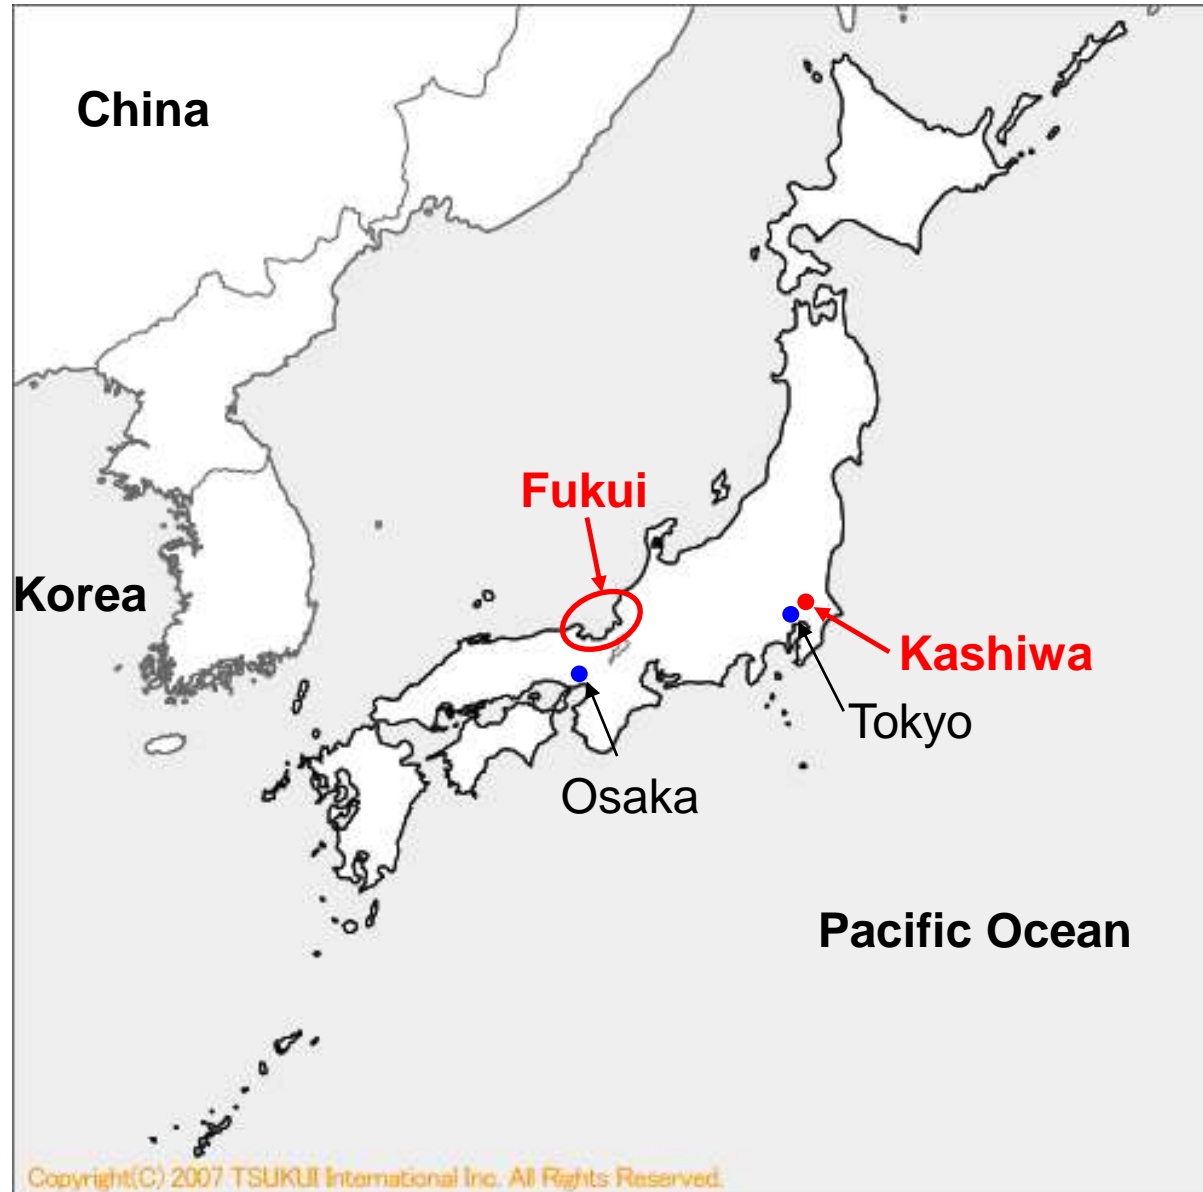 China
Fukui
Korea
Kashiwa
Tokyo
Osaka
Pacific Ocean
Copyright(C) 2007 TSUKUI International Inc. All Rights Reserved.